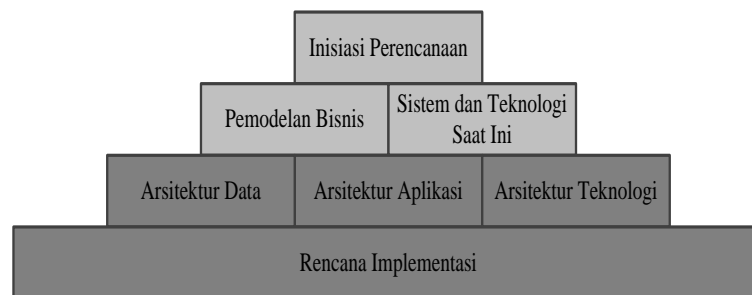 Inisiasi Perencanaan
Pemodelan Bisnis
Sistem dan Teknologi
Saat Ini
Arsitektur Data
Arsitektur Aplikasi
Arsitektur Teknologi
Rencana Implementasi